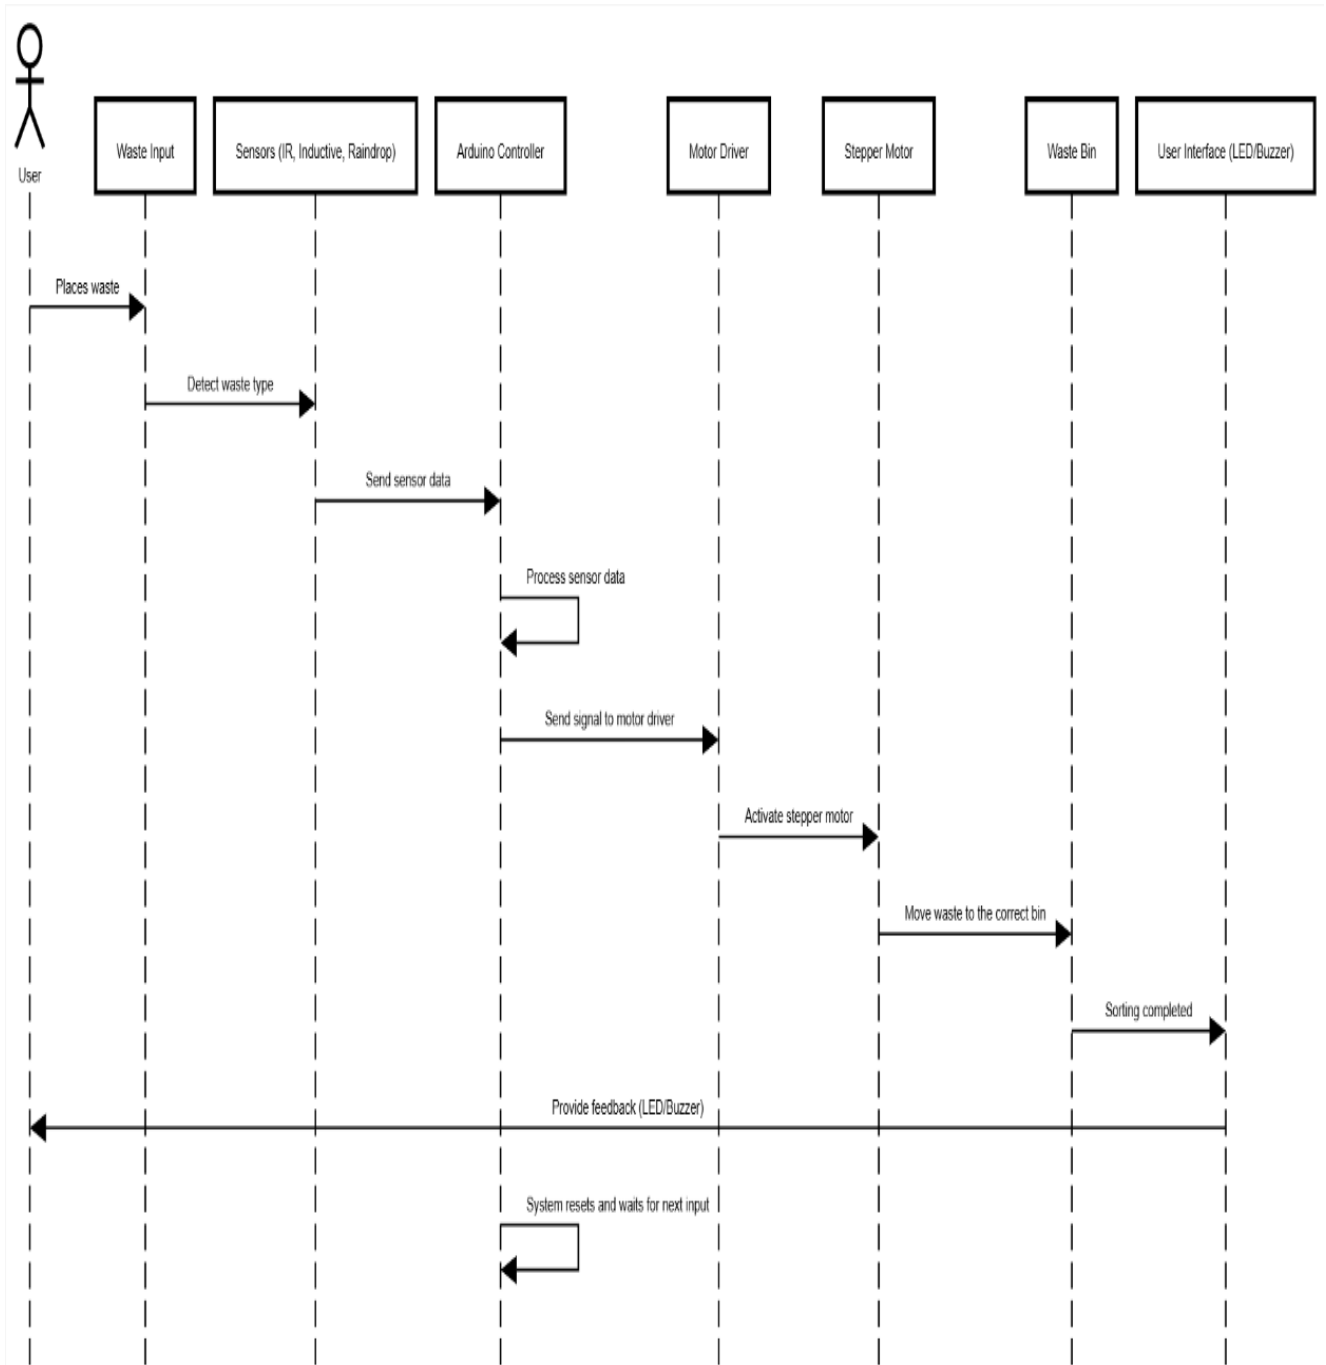 User
Waste Input
Sensors (IR, Inductive, Raindrop)
Arduino Controller
Motor Driver
Stepper Motor
Waste Bin
User Interface (LED/Buzzer)
Places waste
Detect waste type
Send sensor data
Process sensor data
Send signal to motor driver
Activate stepper motor
Move waste to the correct bin
Sorting completed
Provide feedback (LED/Buzzer)
System resets and waits for next input